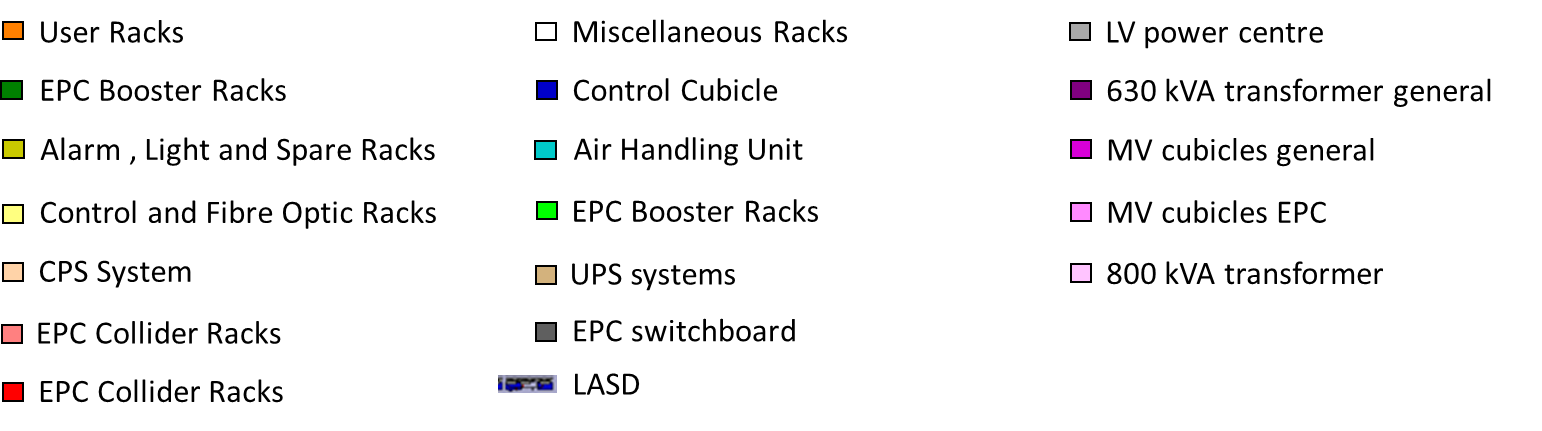 User Racks
EPC Booster Racks
Alarm , Light and Spare Racks
Control and Fibre Optic Racks
CPS System
EPC Collider Racks
EPC Collider Racks
Miscellaneous Racks
Control Cubicle
Air Handling Unit
EPC Booster Racks
UPS systems
EPC switchboard
LASD
LV power centre
630 kVA transformer general
MV cubicles general
MV cubicles EPC
800 kVA transformer